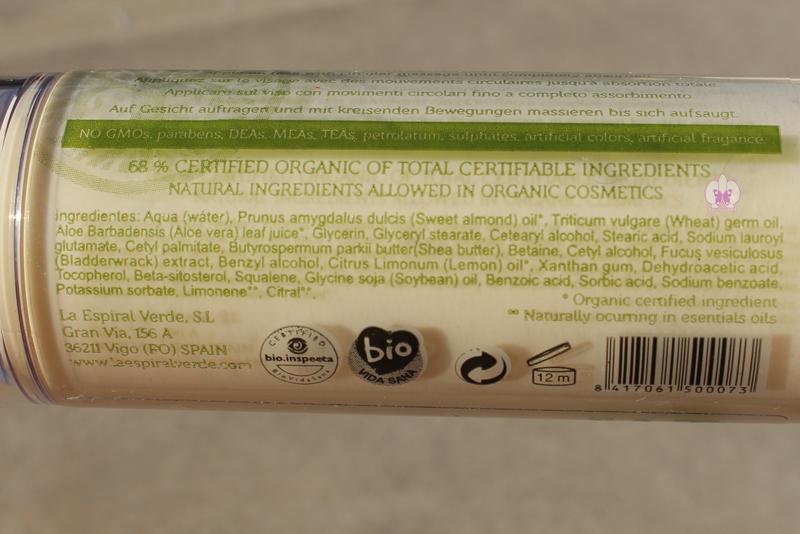 Appliquez sur le visage avec des mouvements circulaires jusqu'à absortion totale
Applicare sul viso con movimenti circolari fino a completo assorbimento
Auf Gesicht auftragen und mit kreisenden Bewegungen massieren bis sich aufsaugt.
NO GMOs, parabens, DEAs, MEAs, TEAs, petrolatum, sulphates, artificial colors, artificial fragance.
68 % CERTIFIED ORGANIC OF TOTAL CERTIFIABLE INGREDIENTS
NATURAL INGREDIENTS ALLOWED IN ORGANIC COSMETICS
Ingredientes: Aqua (wáter), Prunus amygdalus dulcis (Sweet almond) oil*, Triticum vulgare (Wheat) germ oil,
Aloe Barbadensis (Aloe vera) leaf juice*, Glycerin, Glyceryl stearate, Cetearyl alcohol, Stearic acid, Sodium lauroyl
glutamate, Cetyl palmitate, Butyrospermum parkii butter(Shea butter), Betaine, Cetyl alcohol, Fucus vesiculosus
(Bladderwrack) extract, Benzyl alcohol, Citrus Limonum (Lemon) oil*, Xanthan gum, Dehydroacetic acid,
Tocopherol, Beta-sitosterol, Squalene, Glycine soja (Soybean) oil, Benzoic acid, Sorbic acid, Sodium benzoate,
Potassium sorbate, Limonene**, Citral**.
* Organic certified ingredient
** Naturally ocurring in esentials oils
La Espiral Verde, S.L
Gran Vía, 156 A
36211 Vigo (PO) SPAIN
www.laespiralverde.com
CERTIFIED
bio.inspecta
BioVidaSana
bio
VIDA SANA
12 m
8 417061 500073